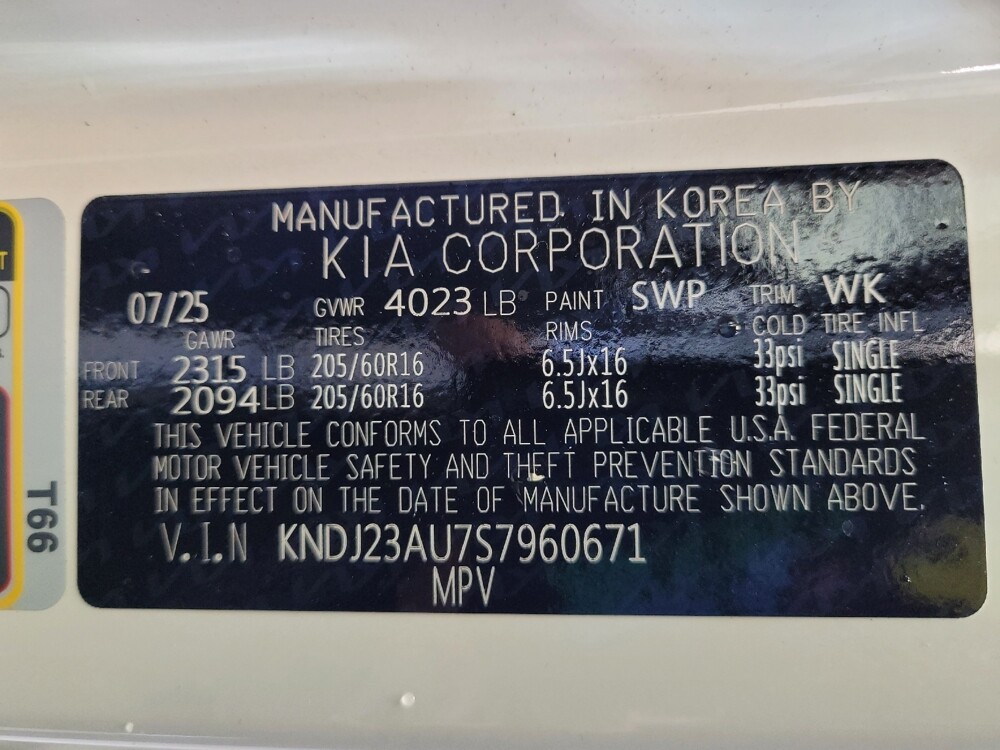 MANUFACTURED IN KOREA BY
KIA CORPORATION
07/25 GVWR 4023 LB PAINT SWP TRIM WK
GAWR TIRES RIMS COLD TIRE INFL
FRONT 2315 LB 205/60R16 6.5Jx16 33psi SINGLE
REAR 2094LB 205/60R16 6.5Jx16 33psi SINGLE
THIS VEHICLE CONFORMS TO ALL APPLICABLE U.S.A. FEDERAL
MOTOR VEHICLE SAFETY AND THEFT PREVENTION STANDARDS
IN EFFECT ON THE DATE OF MANUFACTURE SHOWN ABOVE.
V.I.N KNDJ23AU7S7960671
MPV
T66